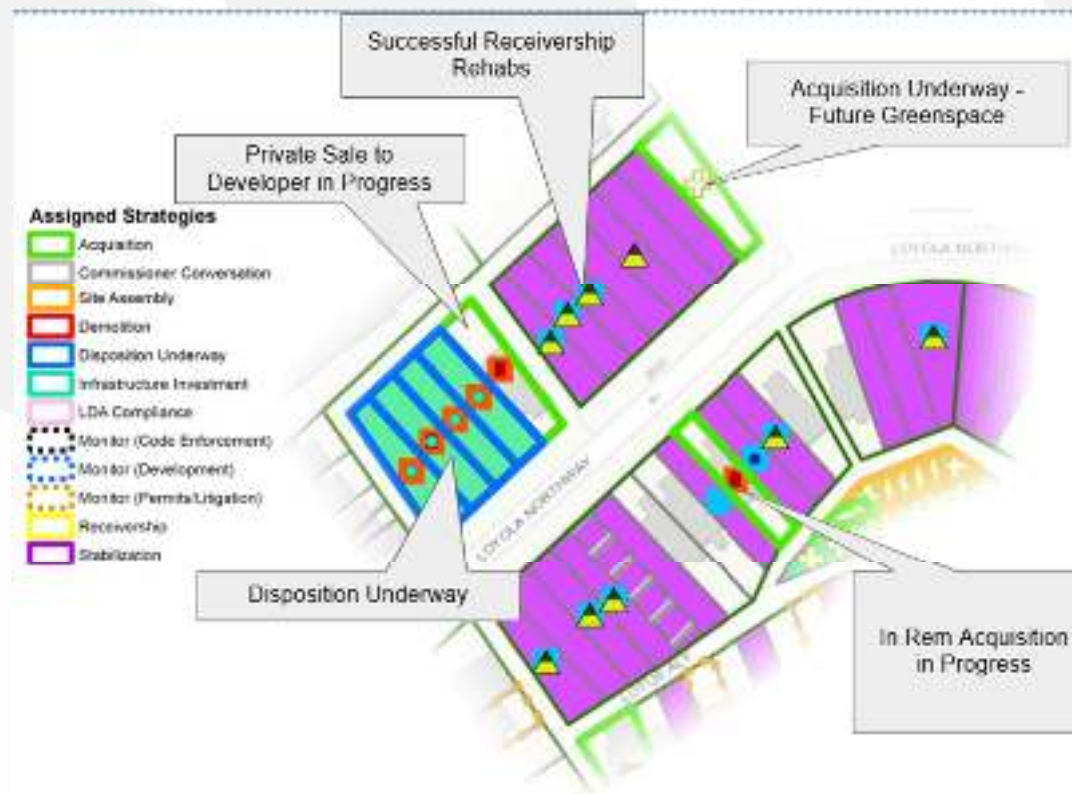 Successful Receivership
Rehabs
Acquisition Underway -
Future Greenspace
Private Sale to
Developer in Progress
Assigned Strategies
Acquisition
Commissioner Conversation
Site Assembly
Demolition
Disposition Underway
Infrastructure Investment
LDA Compliance
Monitor (Code Enforcement)
Monitor (Development)
Monitor (Permits/Litigation)
Receivership
Stabilization
LOYOLA NORTHWAY
Disposition Underway
In Rem Acquisition
in Progress